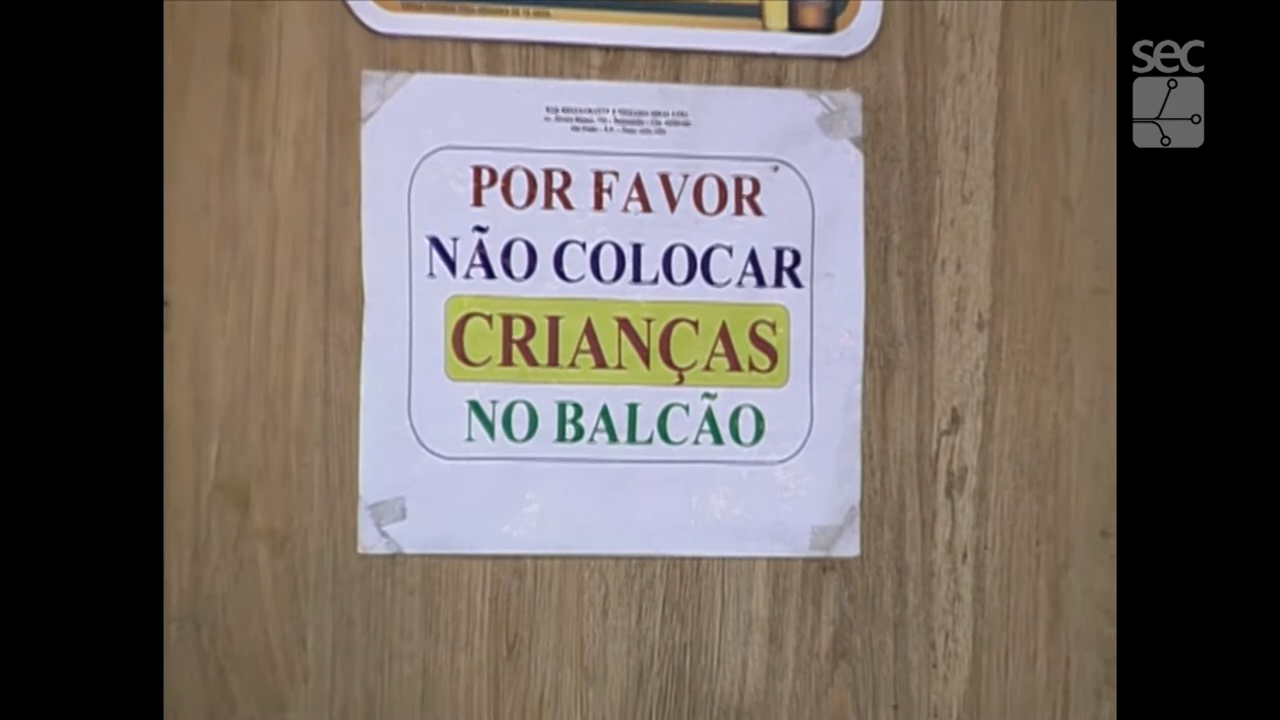 sec
POR FAVOR
NÃO COLOCAR
CRIANÇAS
NO BALCÃO